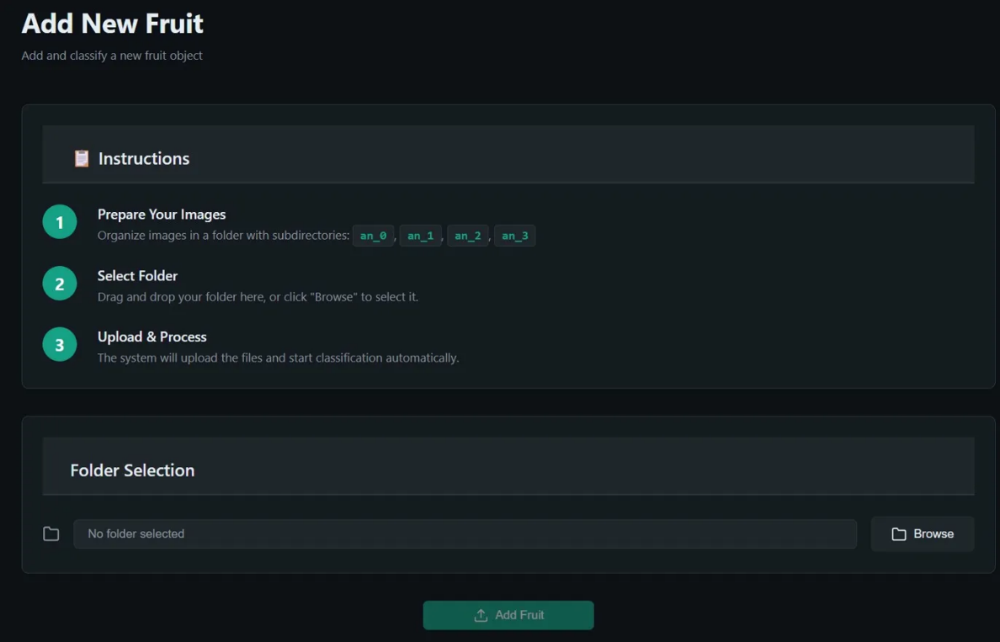 Add New Fruit
Add and classify a new fruit object
Instructions
1
Prepare Your Images
Organize images in a folder with subdirectories: an_0, an_1, an_2, an_3
2
Select Folder
Drag and drop your folder here, or click "Browse" to select it.
3
Upload & Process
The system will upload the files and start classification automatically.
Folder Selection
No folder selected
Browse
Add Fruit